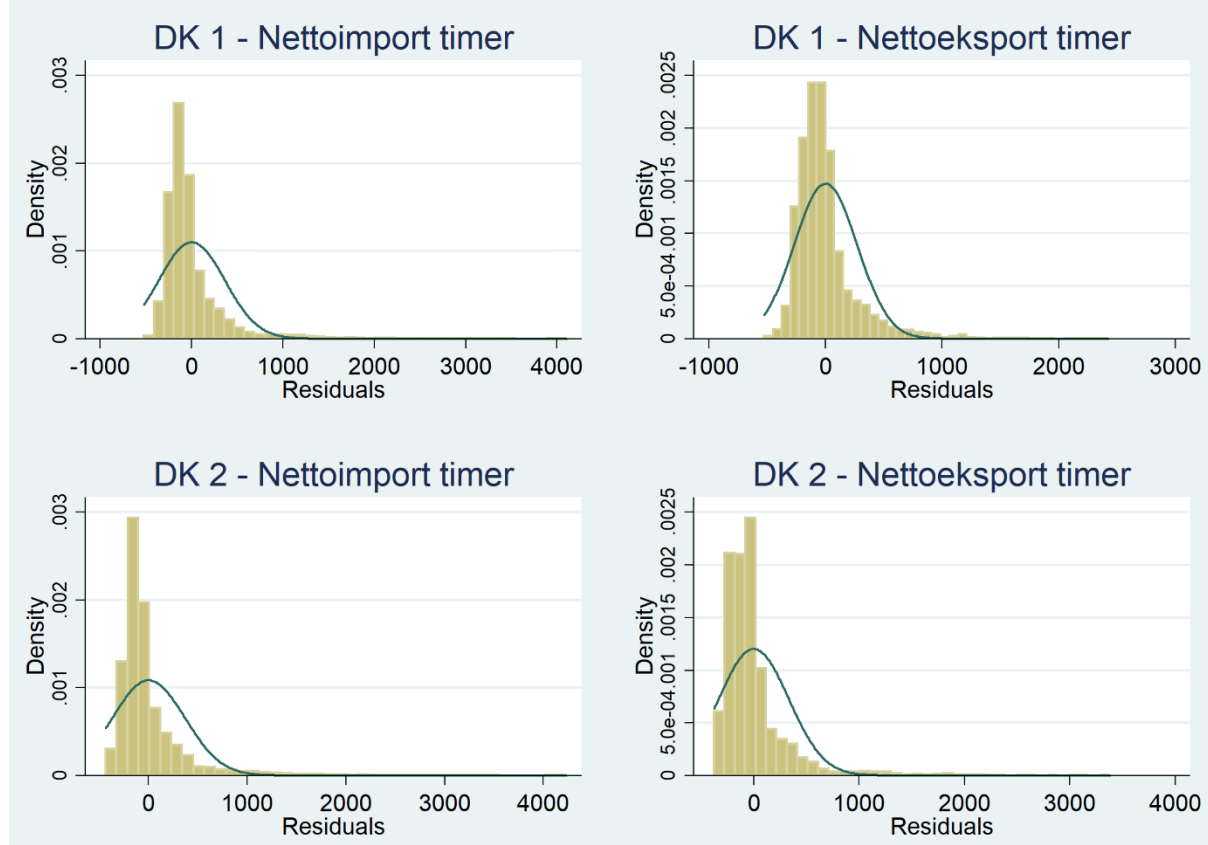 DK 1 - Nettoimport timer
Density
0
.001
.002
.003
-1000 0 1000 2000 3000 4000
Residuals
DK 1 - Nettoeksport timer
Density
0 5.0e-04 .001 .0015 .002 .0025
-1000 0 1000 2000 3000
Residuals
DK 2 - Nettoimport timer
Density
0
.001
.002
.003
0 1000 2000 3000 4000
Residuals
DK 2 - Nettoeksport timer
Density
0 5.0e-04 .001 .0015 .002 .0025
0 1000 2000 3000 4000
Residuals